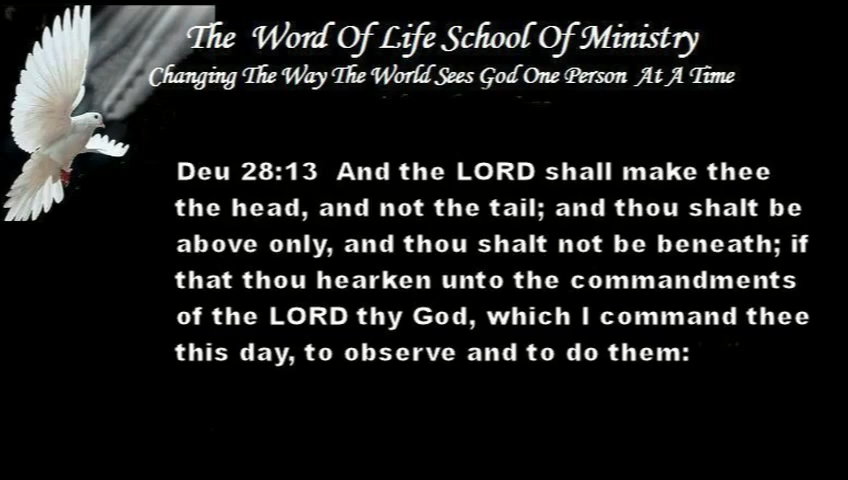 The Word Of Life School Of Ministry
Changing The Way The World Sees God One Person At A Time
Deu 28:13 And the LORD shall make thee
the head, and not the tail; and thou shalt be
above only, and thou shalt not be beneath; if
that thou hearken unto the commandments
of the LORD thy God, which I command thee
this day, to observe and to do them: